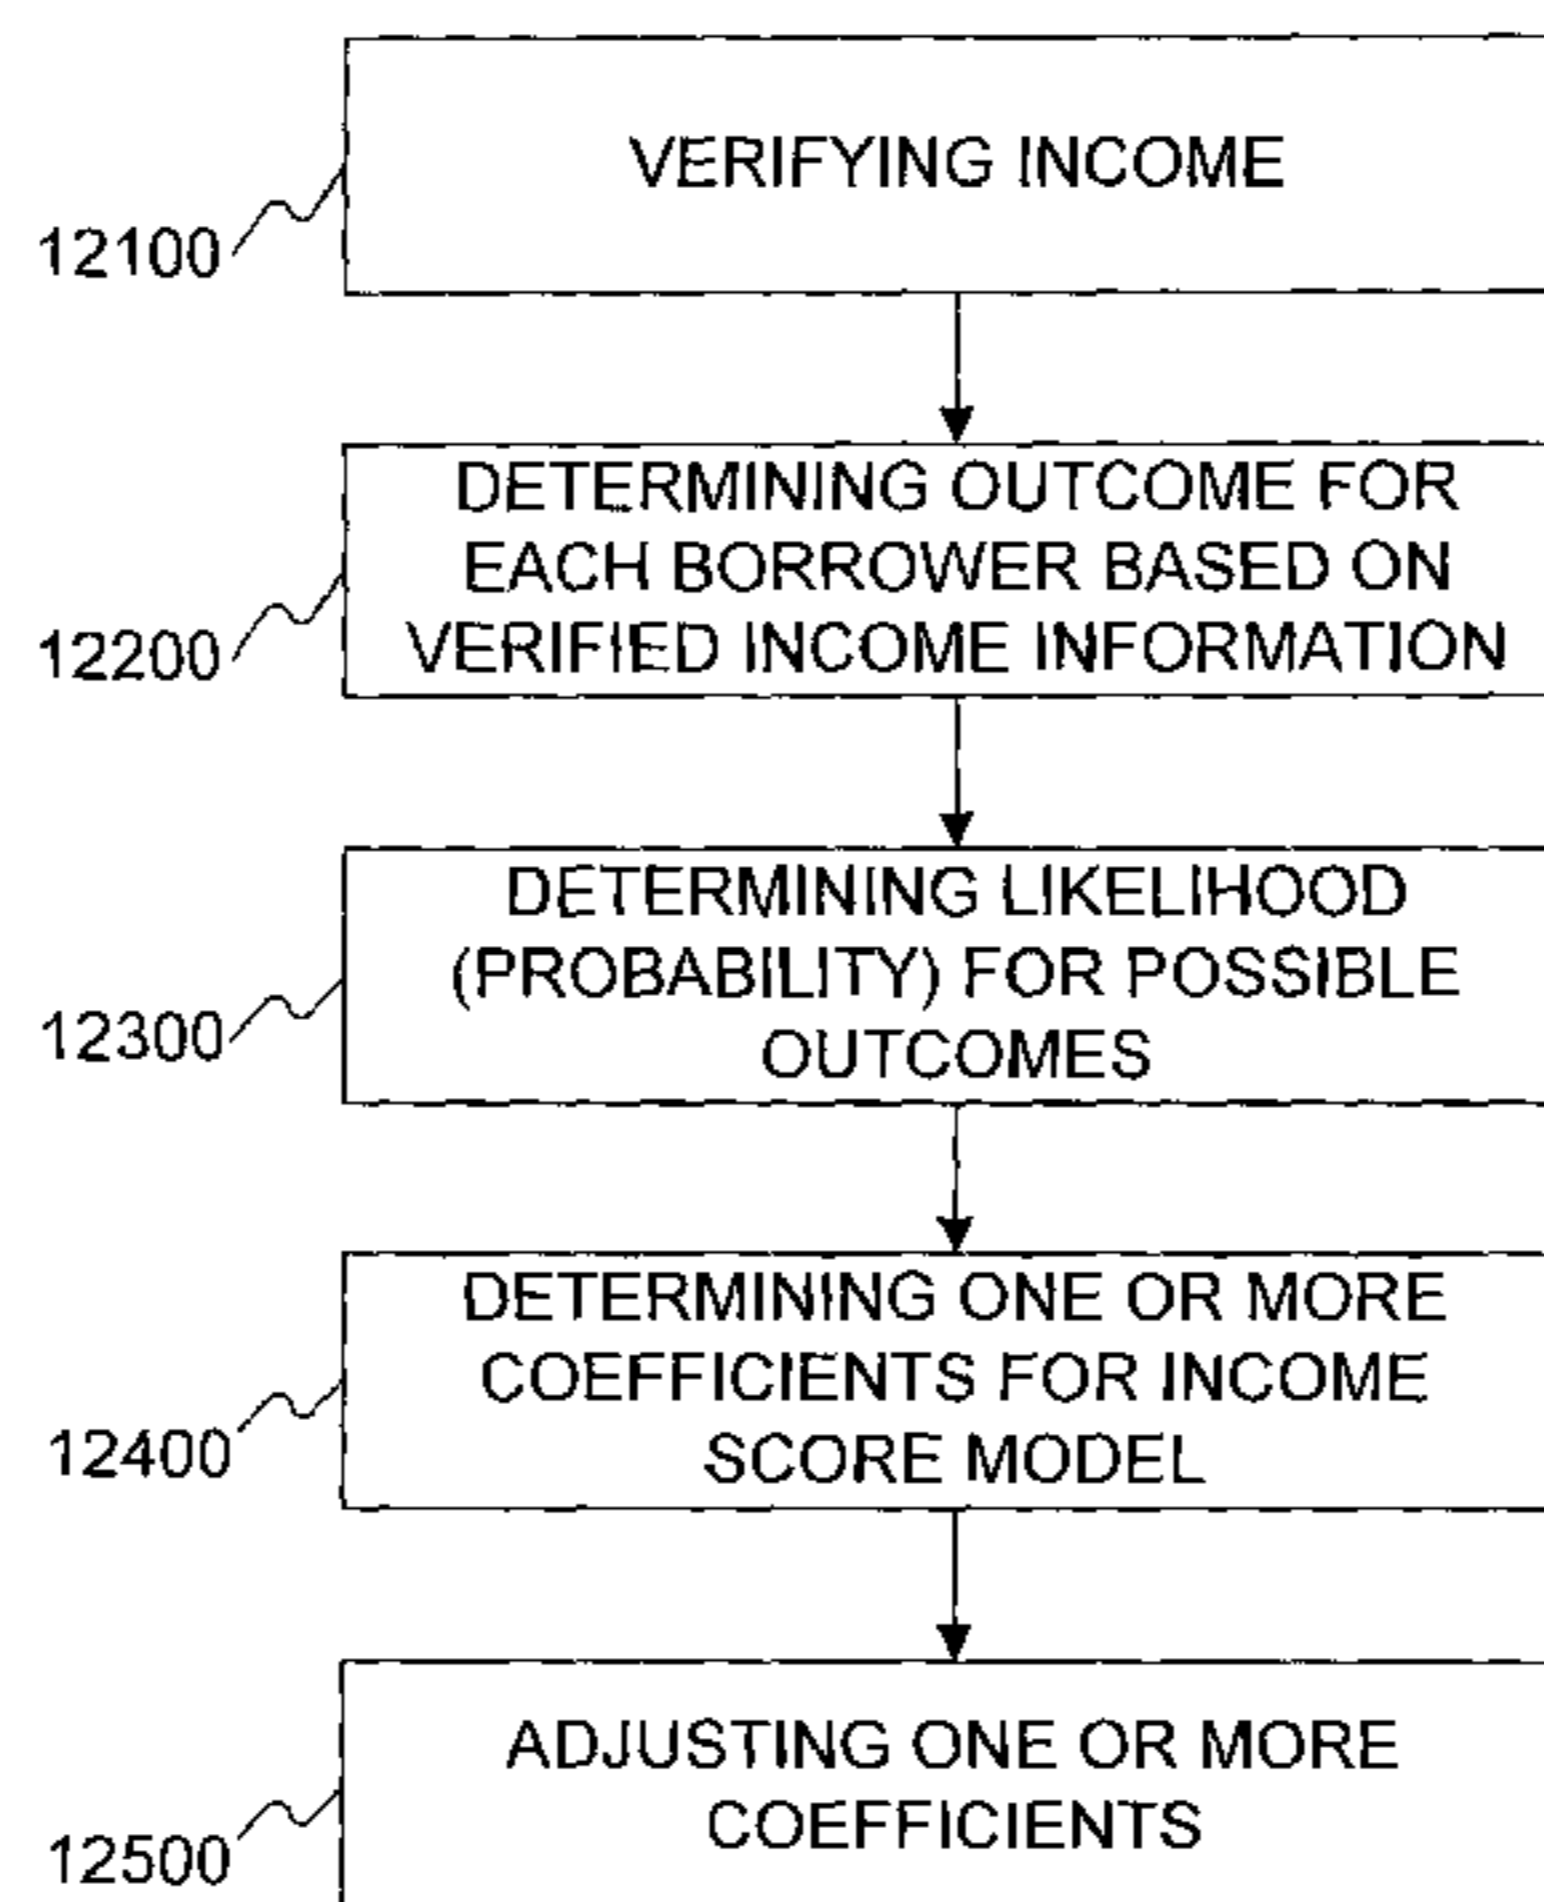 VERIFYING INCOME
12100
DETERMINING OUTCOME FOR
EACH BORROWER BASED ON
VERIFIED INCOME INFORMATION
12200
DETERMINING LIKELIHOOD
(PROBABILITY) FOR POSSIBLE
OUTCOMES
12300
DETERMINING ONE OR MORE
COEFFICIENTS FOR INCOME
SCORE MODEL
12400
ADJUSTING ONE OR MORE
COEFFICIENTS
12500